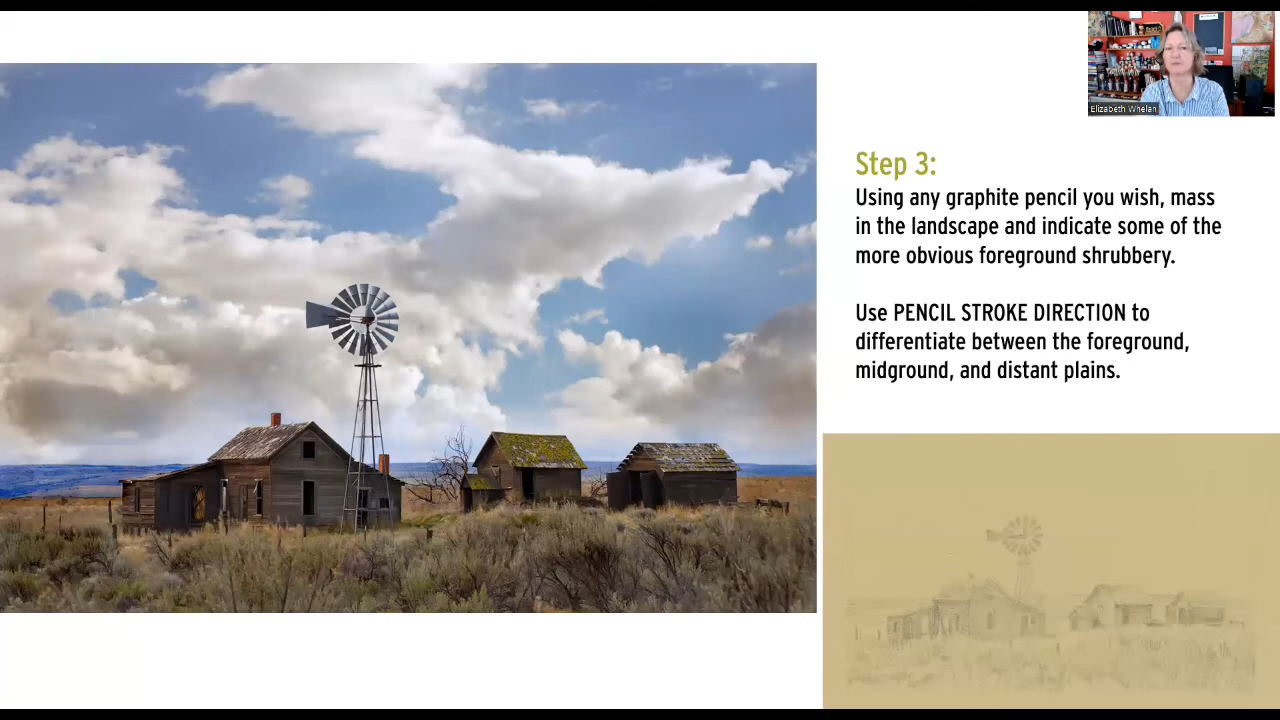 Elizabeth Whelan
Step 3:
Using any graphite pencil you wish, mass
in the landscape and indicate some of the
more obvious foreground shrubbery.
Use PENCIL STROKE DIRECTION to
differentiate between the foreground,
midground, and distant plains.